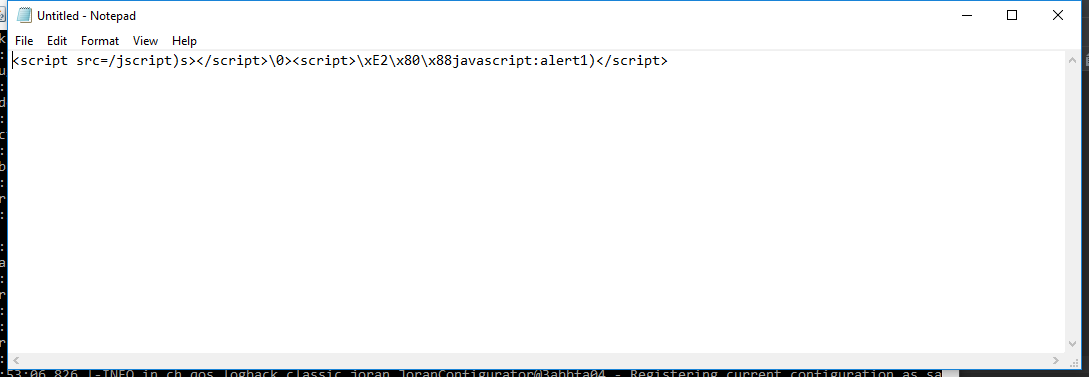 Untitled - Notepad
File Edit Format View Help
<script src=/jscript)s></script>\0><script>\xE2\x80\x88javascript:alert1)</script>
:53:06,826 |-INFO in ch.qos.logback.classic.joran.JoranConfigurator@3abbfa04 - Registering current configuration as sa